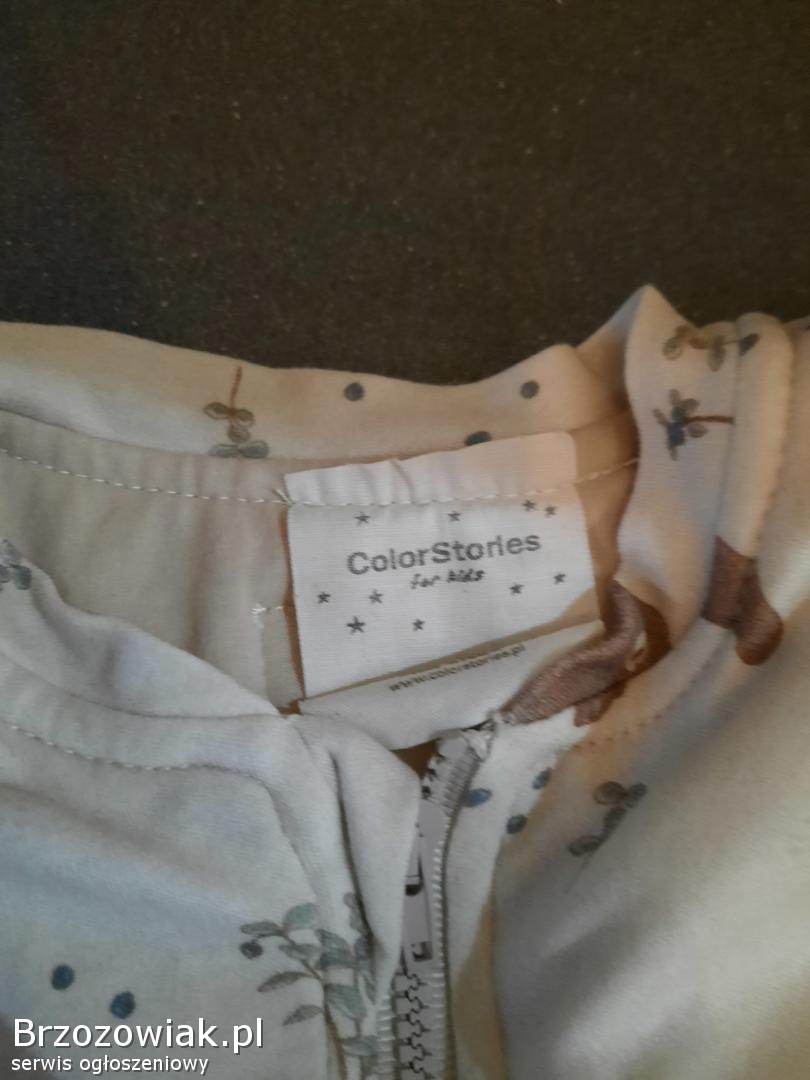 ColorStories
for kids
www.colorstories.pl
Brzozowiak.pl
serwis ogłoszeniowy